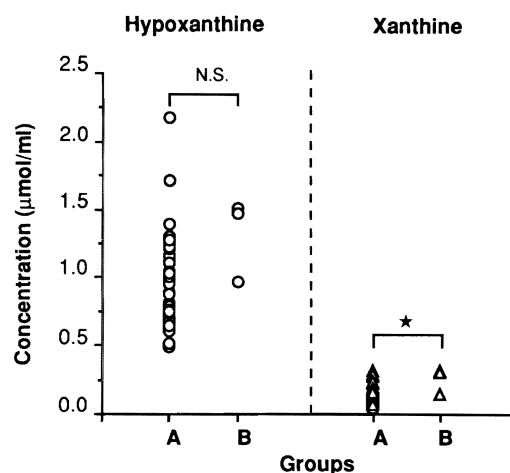 Hypoxanthine Xanthine
2.5
N.S.
2.0
1.5
1.0
0.5
★
0.0
Concentration (μmol/ml)
A B A B
Groups